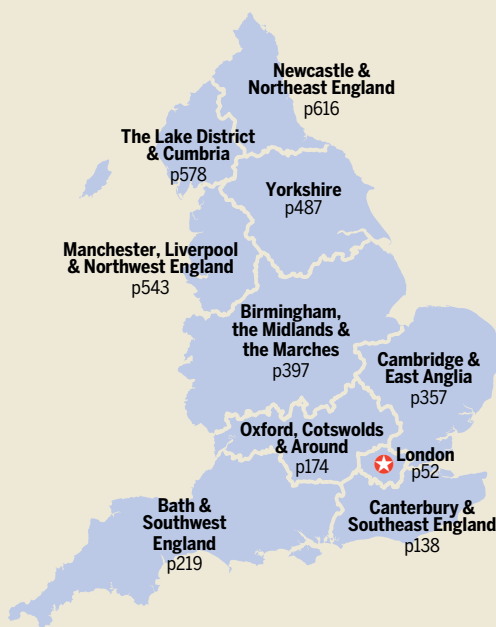 Newcastle &
Northeast England
p616
The Lake District
& Cumbria
p578
Yorkshire
p487
Manchester, Liverpool
& Northwest England
p543
Birmingham,
the Midlands &
the Marches
p397
Cambridge &
East Anglia
p357
Oxford, Cotswolds
& Around
p174
London
p52
Bath &
Southwest
England
p219
Canterbury &
Southeast England
p138